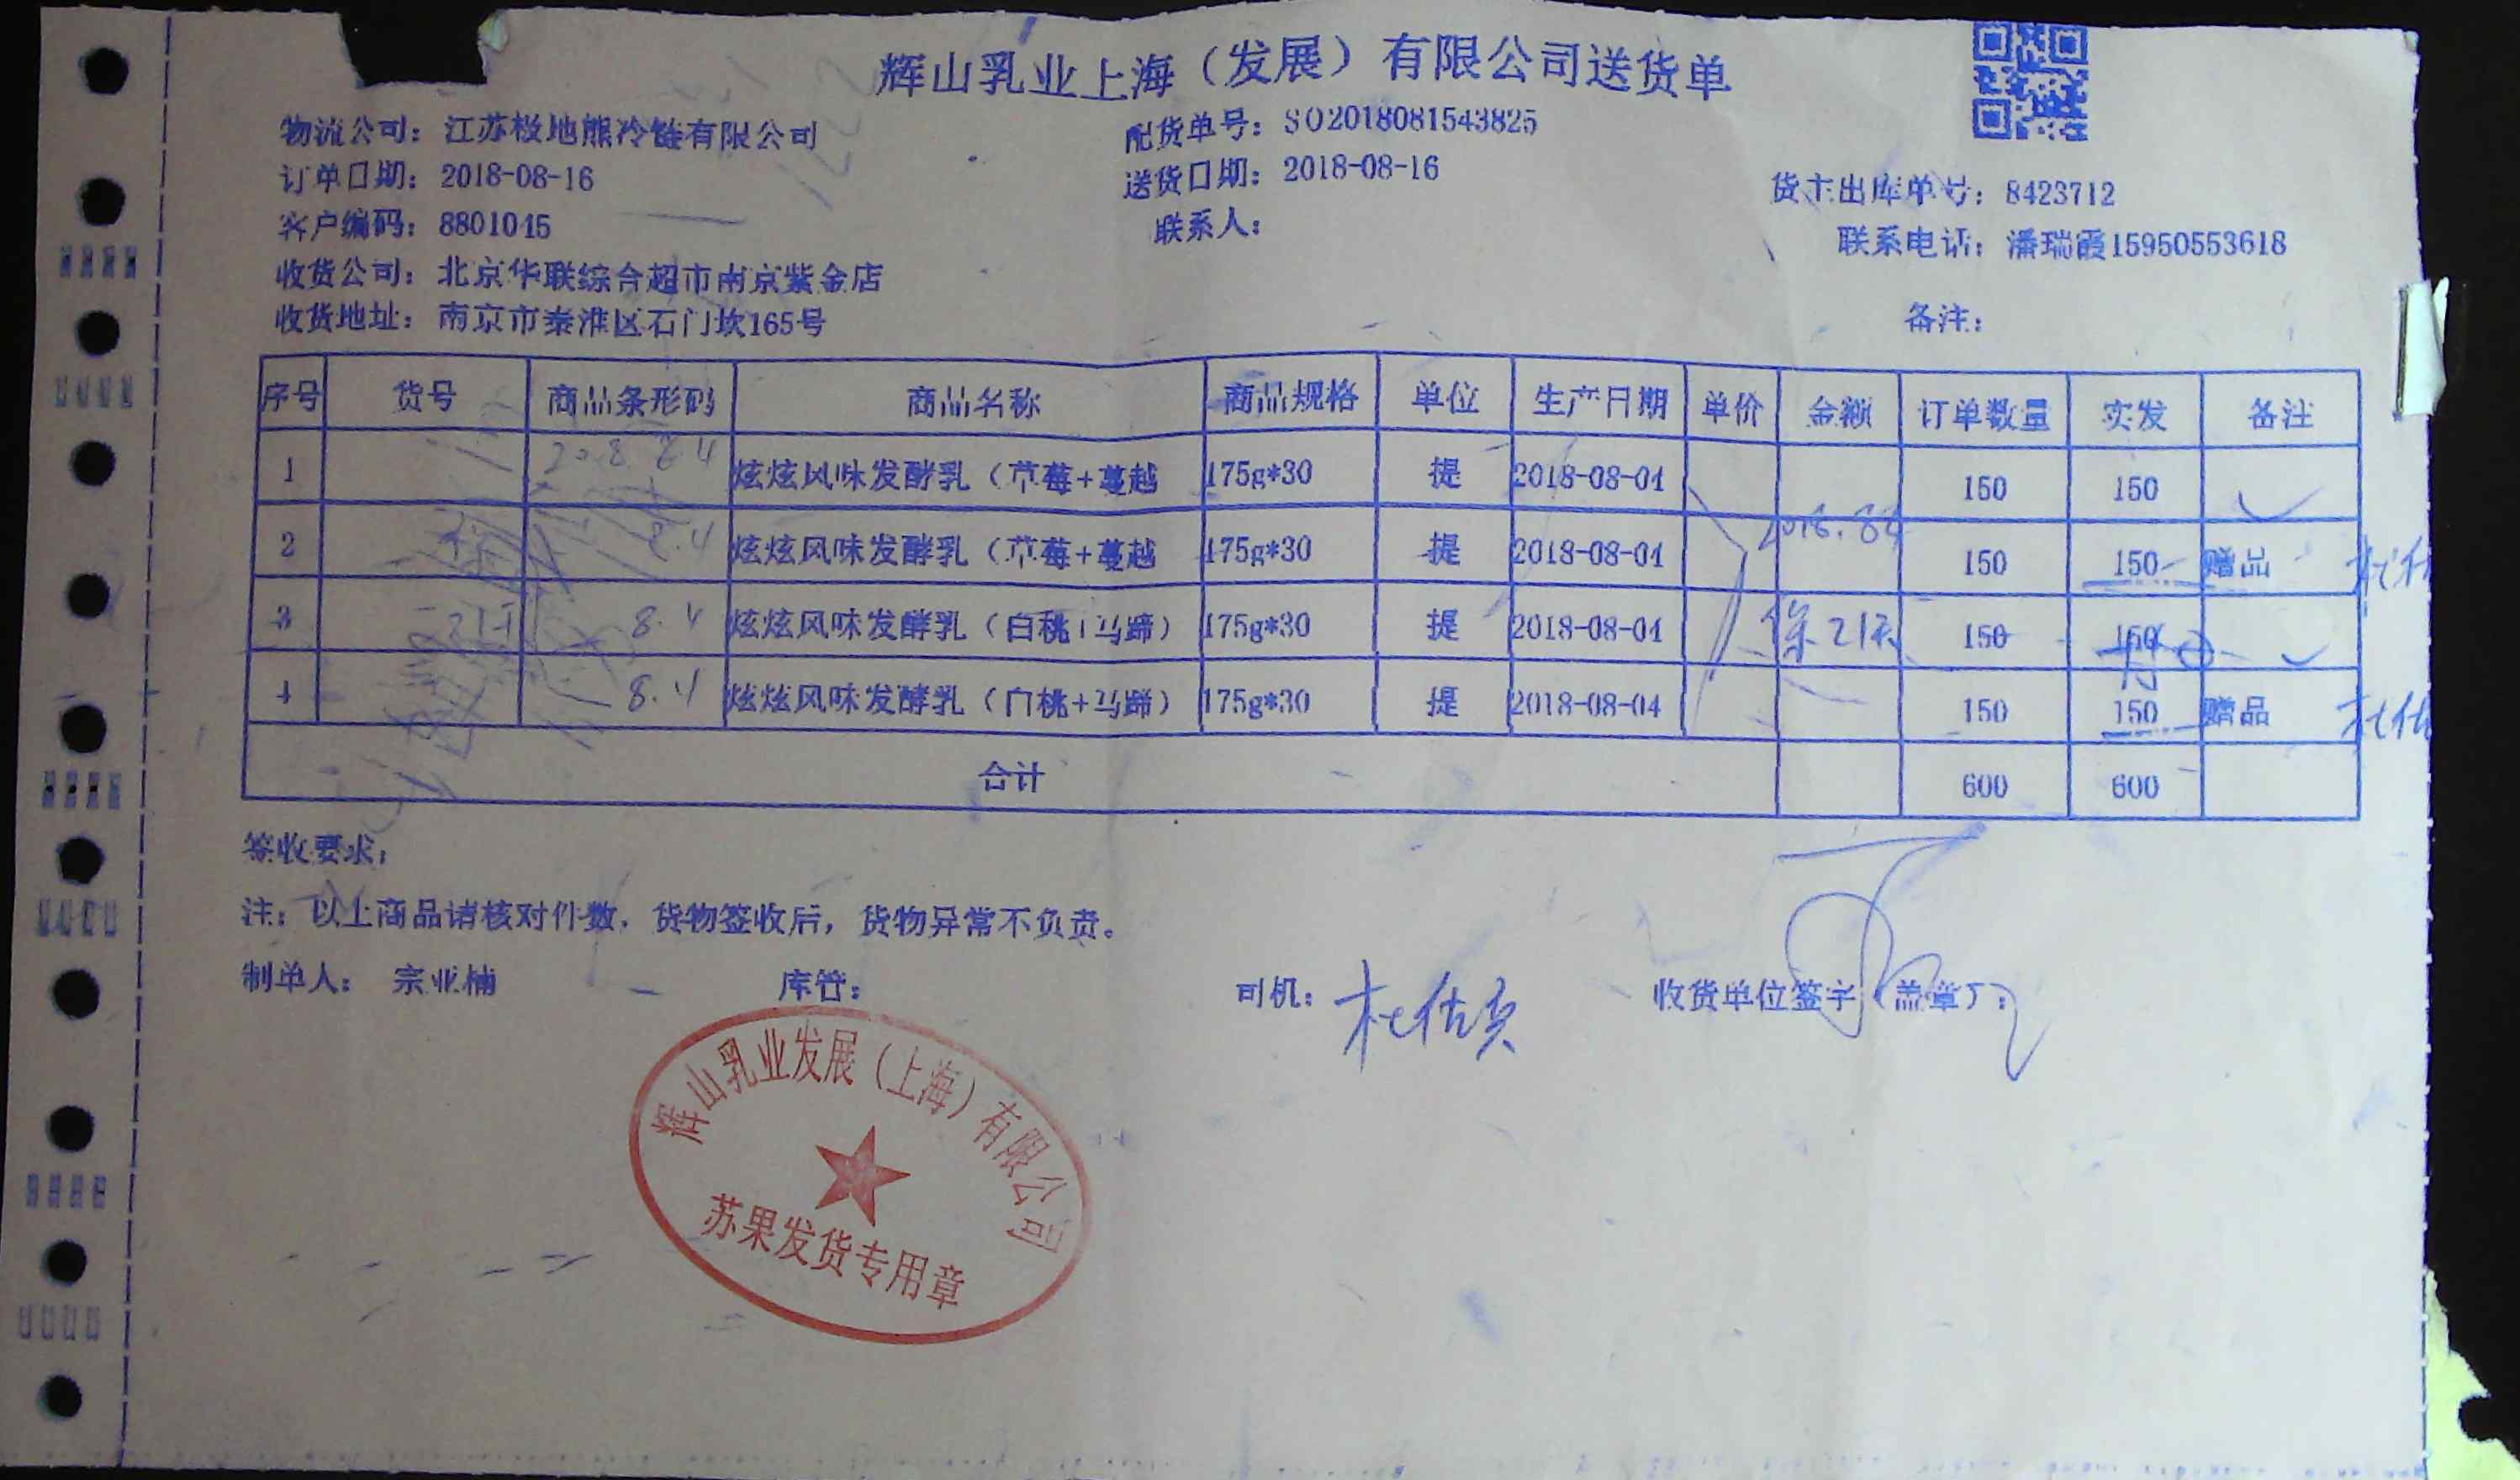 辉山乳业上海（发展）有限公司送货单
物流公司：江苏极地熊冷链有限公司 配货单号：SO2018081543825
订单日期：2018-08-16 送货日期：2018-08-16 货主出库单号：8423712
客户编码：8801045 联系人： 联系电话：潘瑞霞15950553618
收货公司：北京华联综合超市南京紫金店
收货地址：南京市秦淮区石门坎165号 备注：
序号 货号 商品条形码 商品名称 商品规格 单位 生产日期 单价 金额 订单数量 实发 备注
1 炫炫风味发酵乳（草莓+蔓越 175g*30 提 2018-08-04 150 150
2 8.4 炫炫风味发酵乳（草莓+蔓越 175g*30 提 2018-08-04 150 150 赠品 杜佑
3 8.4 炫炫风味发酵乳（白桃+马蹄） 175g*30 提 2018-08-04 保21天 150 150
4 8.4 炫炫风味发酵乳（白桃+马蹄） 175g*30 提 2018-08-04 150 150 赠品 杜佑
合计 600 600
签收要求：
注：以上商品请核对件数，货物签收后，货物异常不负责。
制单人： 宗亚楠 库管： 司机： 杜佑 收货单位签字（盖章）：
辉山乳业发展（上海）有限公司
苏果发货专用章